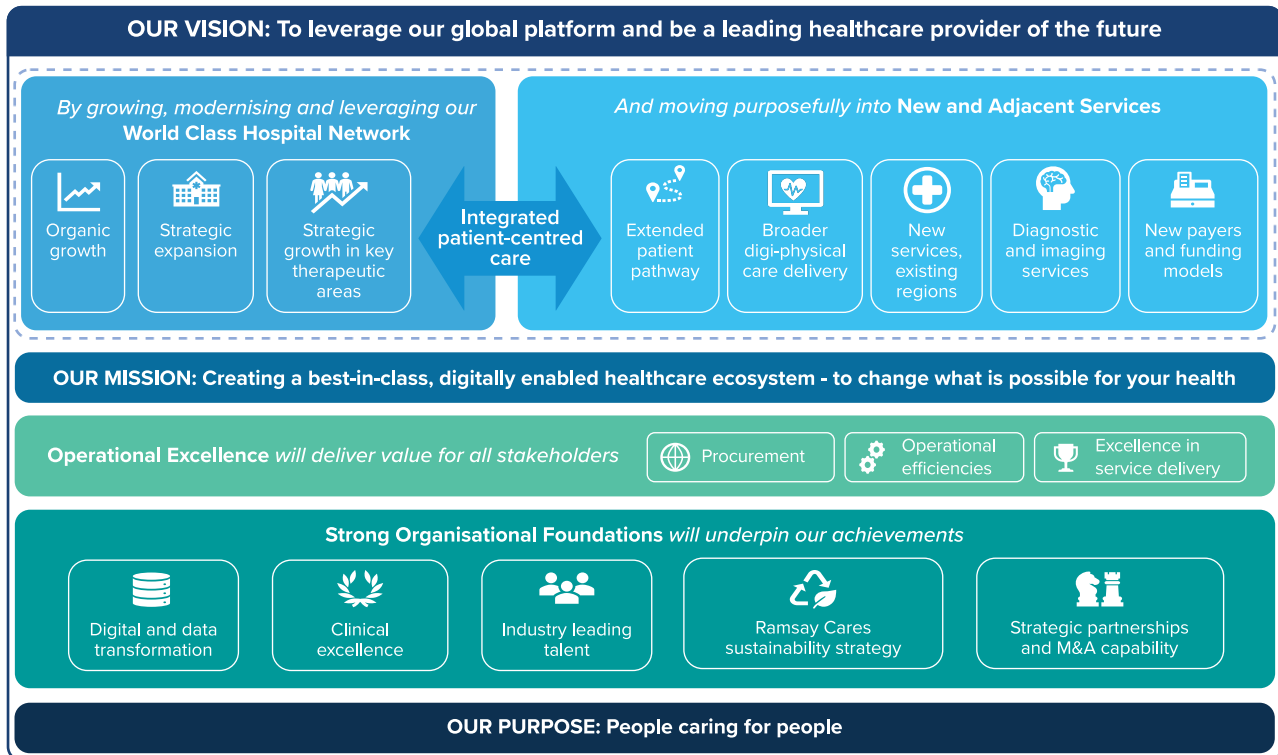 OUR VISION: To leverage our global platform and be a leading healthcare provider of the future
By growing, modernising and leveraging our
World Class Hospital Network
Organic
growth
Strategic
expansion
Strategic
growth in key
therapeutic
areas
Integrated
patient-centred
care
And moving purposefully into New and Adjacent Services
Extended
patient
pathway
Broader
digi-physical
care delivery
New
services,
existing
regions
Diagnostic
and imaging
services
New payers
and funding
models
OUR MISSION: Creating a best-in-class, digitally enabled healthcare ecosystem - to change what is possible for your health
Operational Excellence will deliver value for all stakeholders
Procurement
Operational
efficiencies
Excellence in
service delivery
Strong Organisational Foundations will underpin our achievements
Digital and data
transformation
Clinical
excellence
Industry leading
talent
Ramsay Cares
sustainability strategy
Strategic partnerships
and M&A capability
OUR PURPOSE: People caring for people